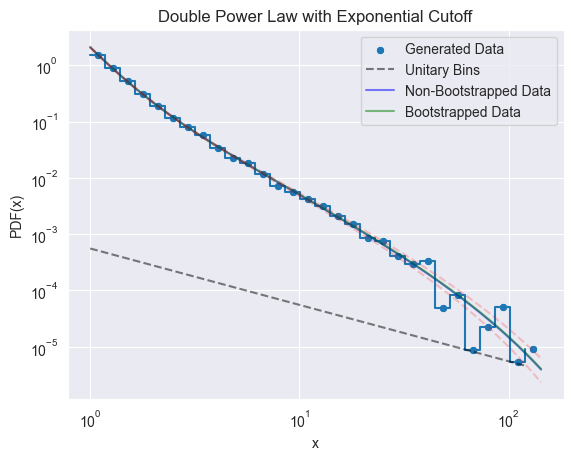 Double Power Law with Exponential Cutoff
Generated Data
Unitary Bins
Non-Bootstrapped Data
Bootstrapped Data
PDF(x)
10⁰
10⁻¹
10⁻²
10⁻³
10⁻⁴
10⁻⁵
10⁰
10¹
10²
x